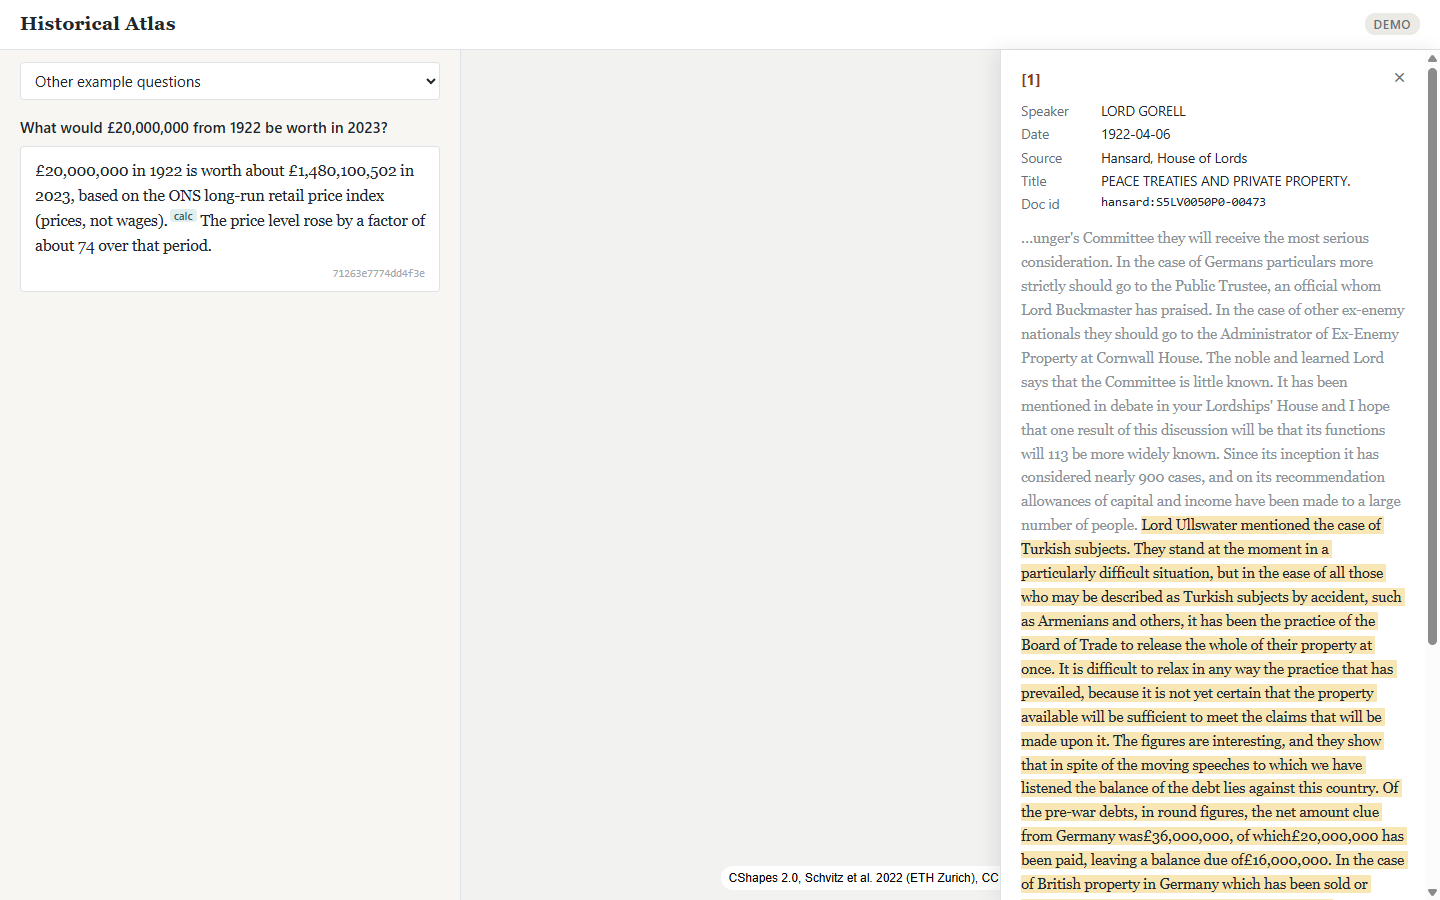 Historical Atlas
DEMO
Other example questions
What would £20,000,000 from 1922 be worth in 2023?
£20,000,000 in 1922 is worth about £1,480,100,502 in
2023, based on the ONS long-run retail price index
(prices, not wages). calc The price level rose by a factor of
about 74 over that period.
71263e7774dd4f3e
CShapes 2.0, Schvitz et al. 2022 (ETH Zurich), CC
[1]
×
Speaker LORD GORELL
Date 1922-04-06
Source Hansard, House of Lords
Title PEACE TREATIES AND PRIVATE PROPERTY.
Doc id hansard:S5LV0050P0-00473
...unger's Committee they will receive the most serious
consideration. In the case of Germans particulars more
strictly should go to the Public Trustee, an official whom
Lord Buckmaster has praised. In the case of other ex-enemy
nationals they should go to the Administrator of Ex-Enemy
Property at Cornwall House. The noble and learned Lord
says that the Committee is little known. It has been
mentioned in debate in your Lordships' House and I hope
that one result of this discussion will be that its functions
will 113 be more widely known. Since its inception it has
considered nearly 900 cases, and on its recommendation
allowances of capital and income have been made to a large
number of people. Lord Ullswater mentioned the case of
Turkish subjects. They stand at the moment in a
particularly difficult situation, but in the ease of all those
who may be described as Turkish subjects by accident, such
as Armenians and others, it has been the practice of the
Board of Trade to release the whole of their property at
once. It is difficult to relax in any way the practice that has
prevailed, because it is not yet certain that the property
available will be sufficient to meet the claims that will be
made upon it. The figures are interesting, and they show
that in spite of the moving speeches to which we have
listened the balance of the debt lies against this country. Of
the pre-war debts, in round figures, the net amount clue
from Germany was£36,000,000, of which£20,000,000 has
been paid, leaving a balance due of£16,000,000. In the case
of British property in Germany which has been sold or